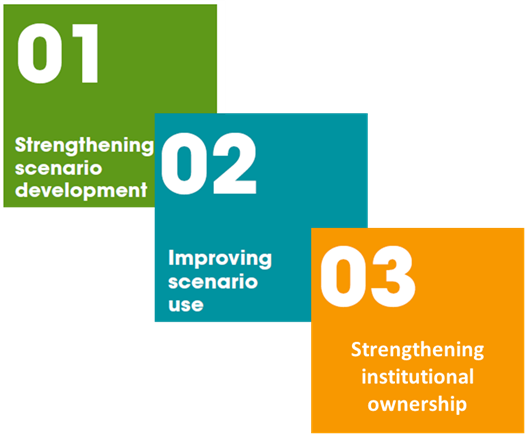 01
Strengthening
scenario
development
02
Improving
scenario
use
03
Strengthening
institutional
ownership